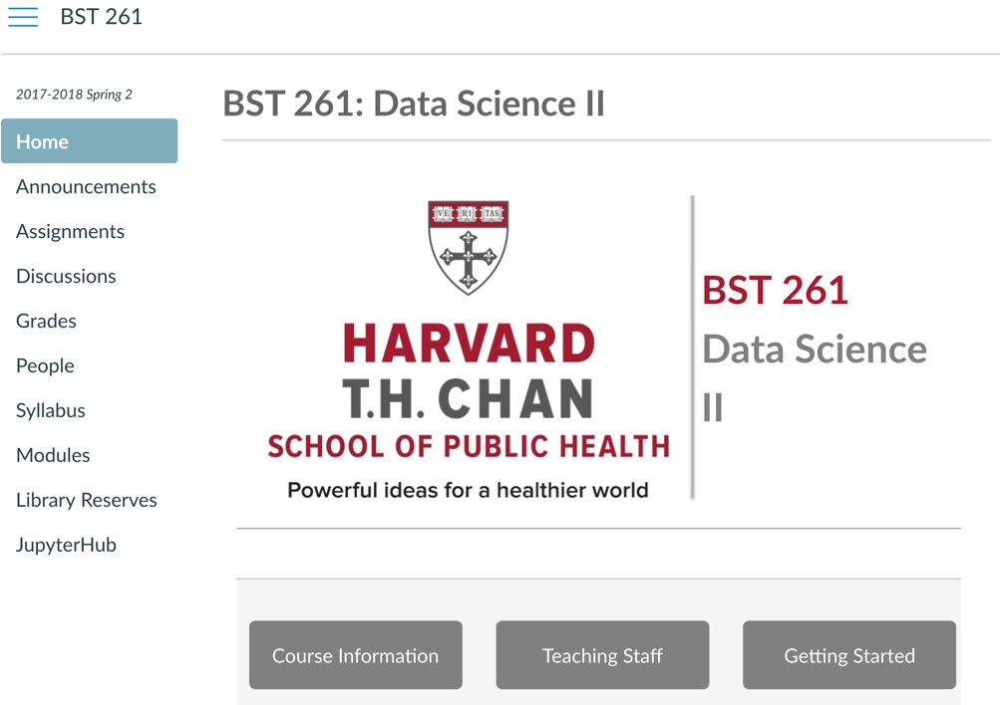 BST 261
2017-2018 Spring 2
Home
Announcements
Assignments
Discussions
Grades
People
Syllabus
Modules
Library Reserves
JupyterHub
BST 261: Data Science II
VE RI TAS
HARVARD
T.H. CHAN
SCHOOL OF PUBLIC HEALTH
Powerful ideas for a healthier world
BST 261
Data Science
II
Course Information
Teaching Staff
Getting Started